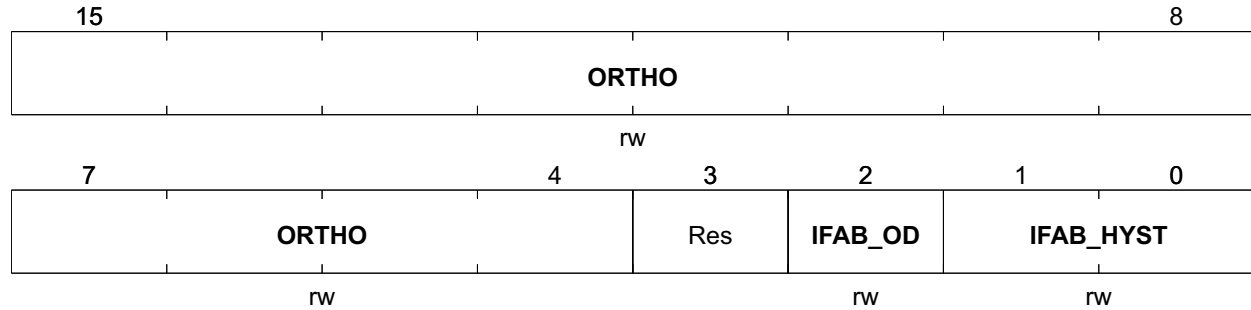 15 8
ORTHO
rw
7 4 3 2 1 0
ORTHO Res IFAB_OD IFAB_HYST
rw rw rw